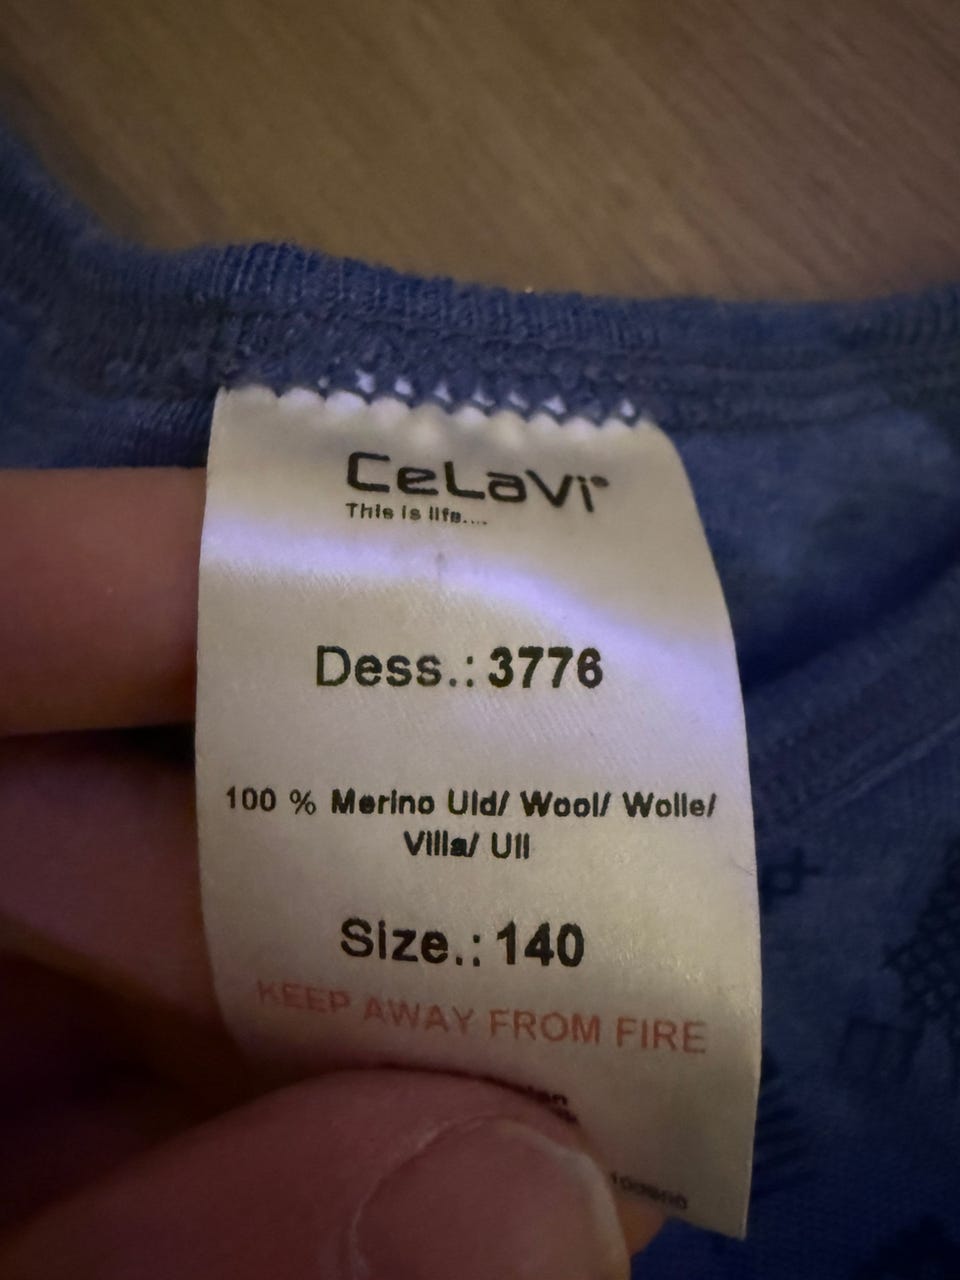 CeLaVi®
This is life....
Dess.: 3776
100 % Merino Uld/ Wool/ Wolle/
Villa/ Ull
Size.: 140
KEEP AWAY FROM FIRE